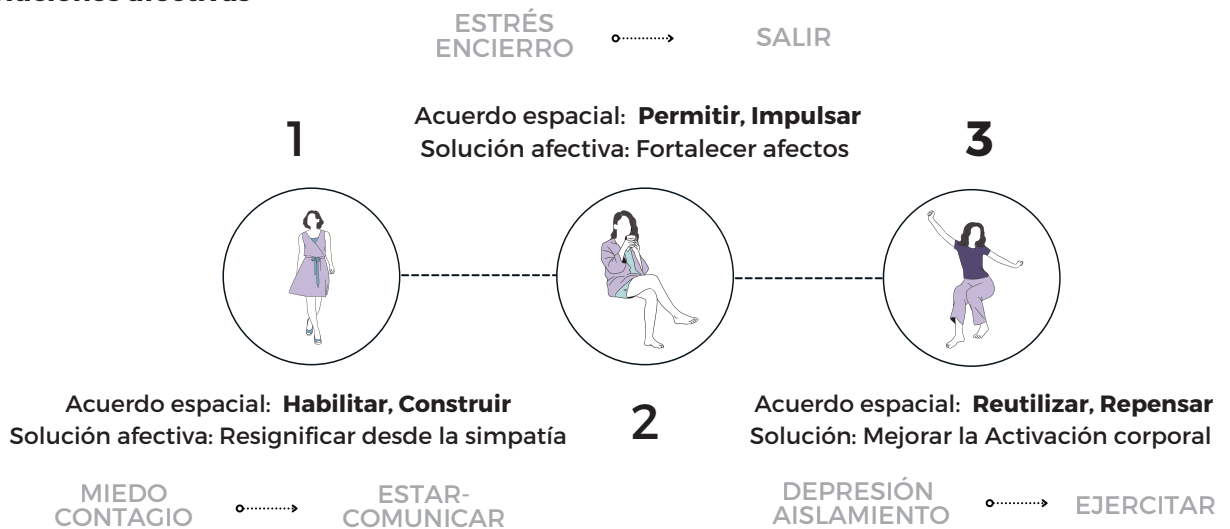 ESTRÉS
ENCIERRO
SALIR
1
Acuerdo espacial: Permitir, Impulsar
Solución afectiva: Fortalecer afectos
3
Acuerdo espacial: Habilitar, Construir
Solución afectiva: Resignificar desde la simpatía
2
Acuerdo espacial: Reutilizar, Repensar
Solución: Mejorar la Activación corporal
MIEDO
CONTAGIO
ESTAR-
COMUNICAR
DEPRESIÓN
AISLAMIENTO
EJERCITAR